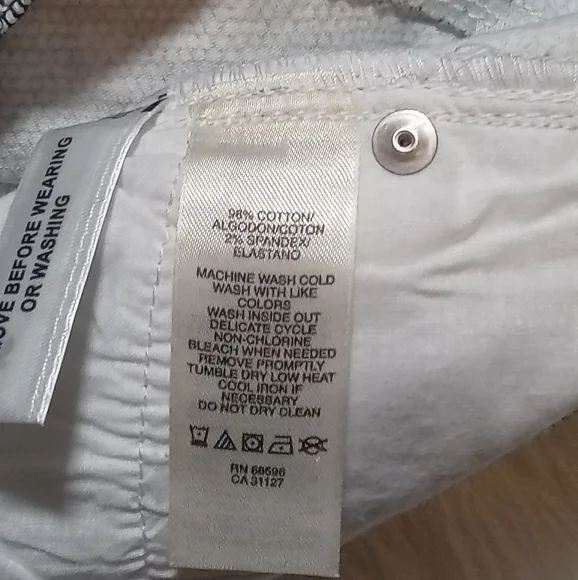 OVE BEFORE WEARING
OR WASHING
98% COTTON/
ALGODON/COTON
2% SPANDEX/
ELASTANO
MACHINE WASH COLD
WASH WITH LIKE
COLORS
WASH INSIDE OUT
DELICATE CYCLE
NON-CHLORINE
BLEACH WHEN NEEDED
REMOVE PROMPTLY
TUMBLE DRY LOW HEAT
COOL IRON IF
NECESSARY
DO NOT DRY CLEAN
RN 69596
CA 31127